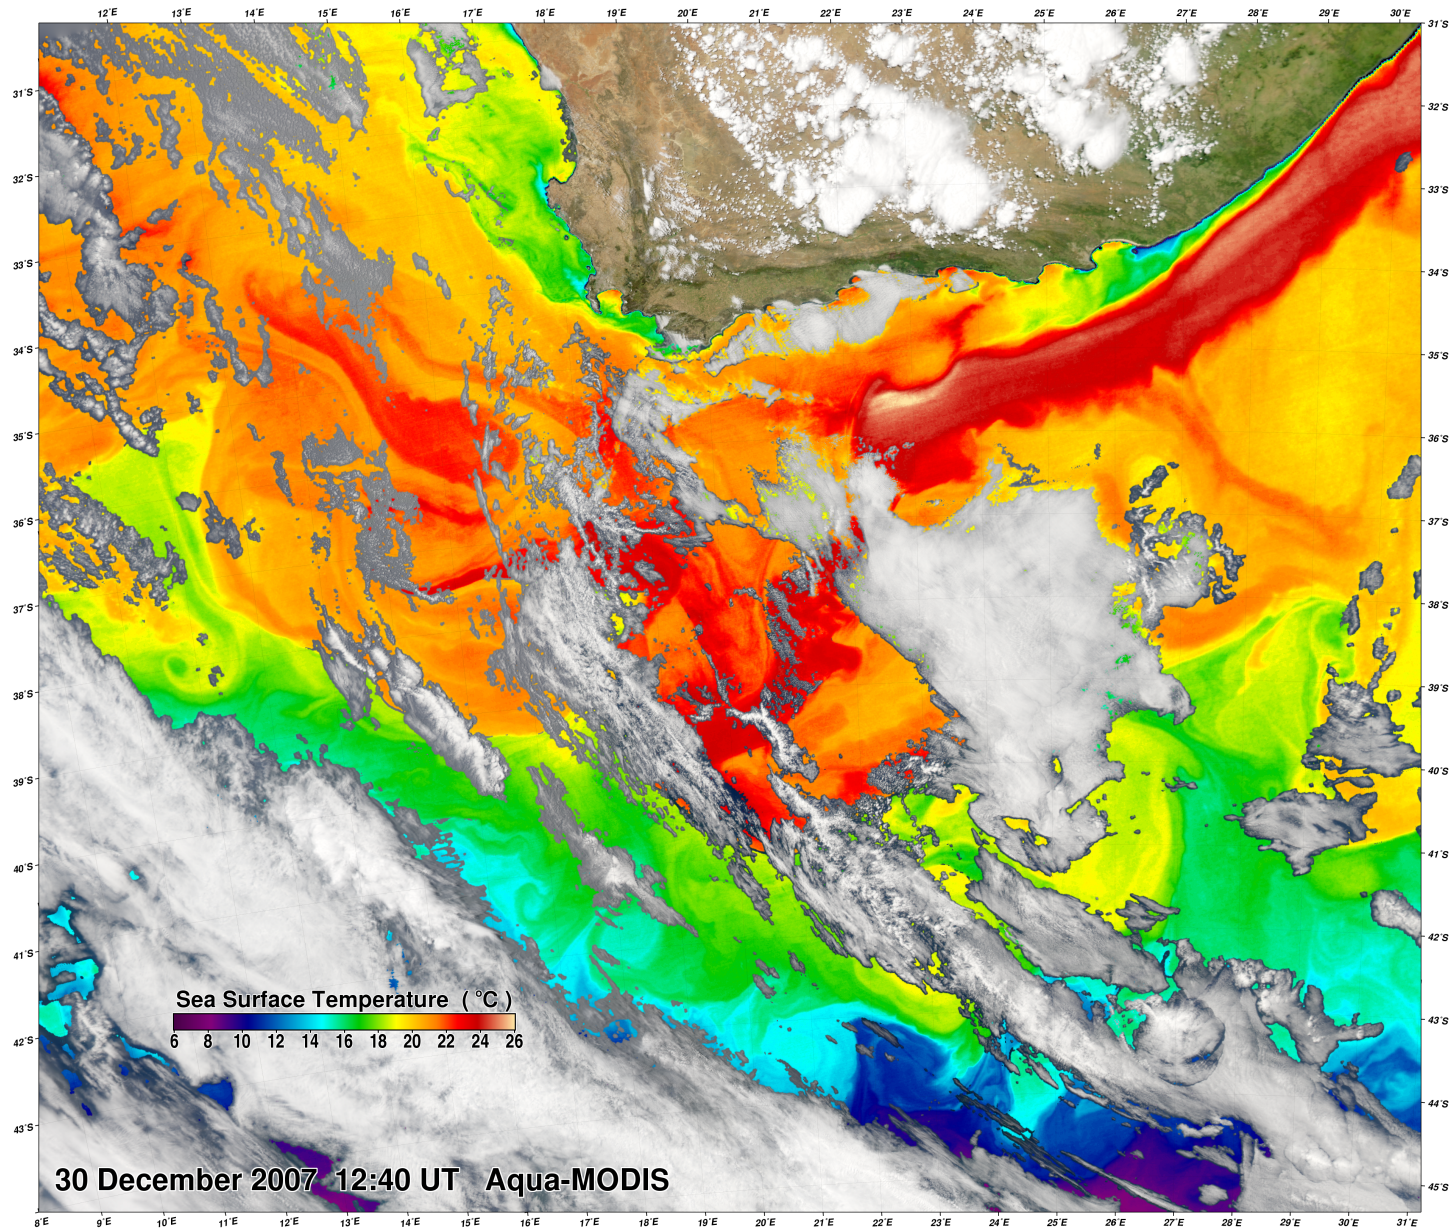 12°E 13°E 14°E 15°E 16°E 17°E 18°E 19°E 20°E 21°E 22°E 23°E 24°E 25°E 26°E 27°E 28°E 29°E 30°E 31°S
31°S 32°S
32°S 33°S
33°S 34°S
34°S 35°S
35°S 36°S
36°S 37°S
37°S 38°S
38°S 39°S
39°S 40°S
40°S 41°S
41°S 42°S
Sea Surface Temperature ( °C )
6 8 10 12 14 16 18 20 22 24 26
43°S
42°S 44°S
43°S 45°S
30 December 2007 12:40 UT Aqua-MODIS
8°E 9°E 10°E 11°E 12°E 13°E 14°E 15°E 16°E 17°E 18°E 19°E 20°E 21°E 22°E 23°E 24°E 25°E 26°E 27°E 28°E 29°E 30°E 31°E